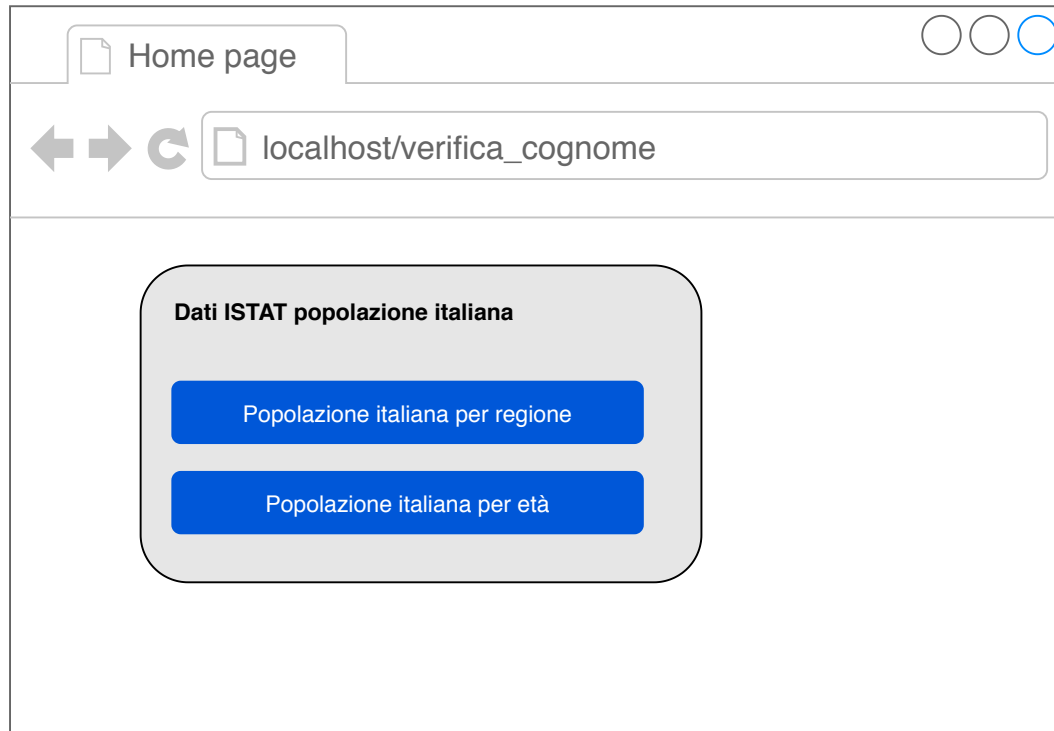 Home page
localhost/verifica_cognome
Dati ISTAT popolazione italiana
Popolazione italiana per regione
Popolazione italiana per età